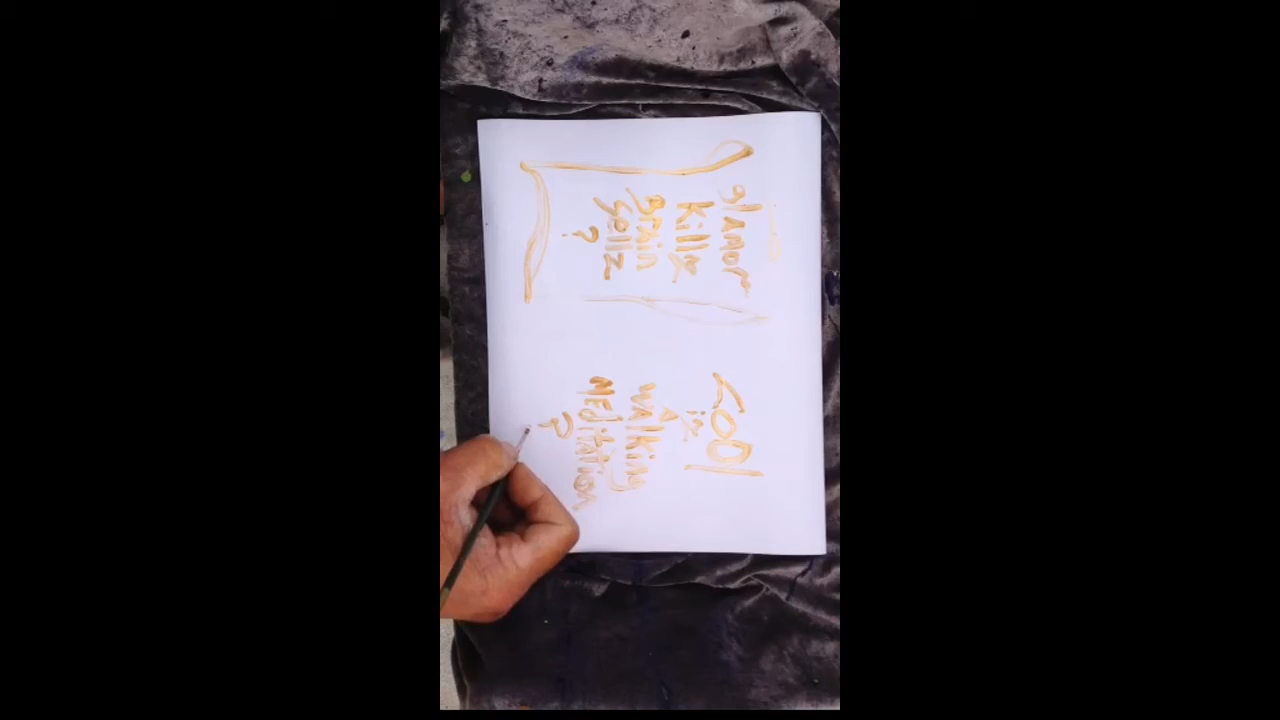 glamor
killz
BrAin
sellz
?
COOl
iz
A
WAlking
MEditAtion
?